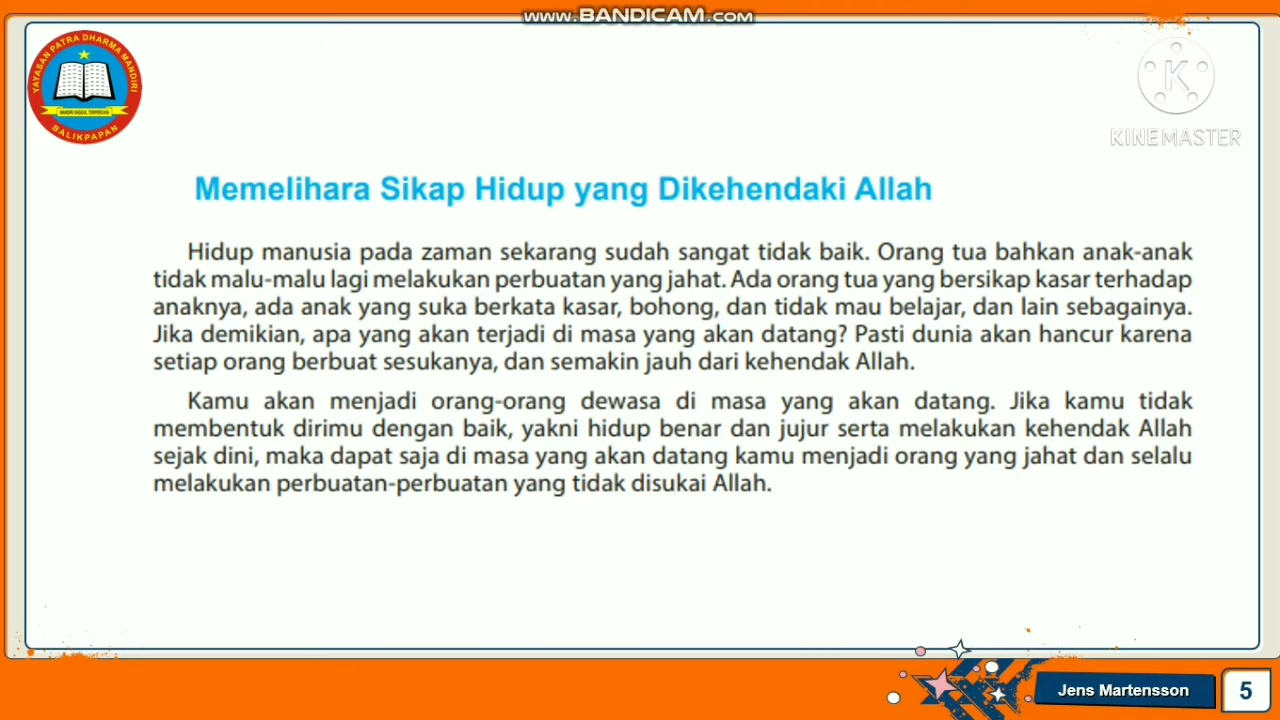 www.BANDICAM.com
YAYASAN PATRA DHARMA MANDIRI
BALIKPAPAN
K
KINEMASTER
Memelihara Sikap Hidup yang Dikehendaki Allah
Hidup manusia pada zaman sekarang sudah sangat tidak baik. Orang tua bahkan anak-anak
tidak malu-malu lagi melakukan perbuatan yang jahat. Ada orang tua yang bersikap kasar terhadap
anaknya, ada anak yang suka berkata kasar, bohong, dan tidak mau belajar, dan lain sebagainya.
Jika demikian, apa yang akan terjadi di masa yang akan datang? Pasti dunia akan hancur karena
setiap orang berbuat sesukanya, dan semakin jauh dari kehendak Allah.
Kamu akan menjadi orang-orang dewasa di masa yang akan datang. Jika kamu tidak
membentuk dirimu dengan baik, yakni hidup benar dan jujur serta melakukan kehendak Allah
sejak dini, maka dapat saja di masa yang akan datang kamu menjadi orang yang jahat dan selalu
melakukan perbuatan-perbuatan yang tidak disukai Allah.
Jens Martensson
5